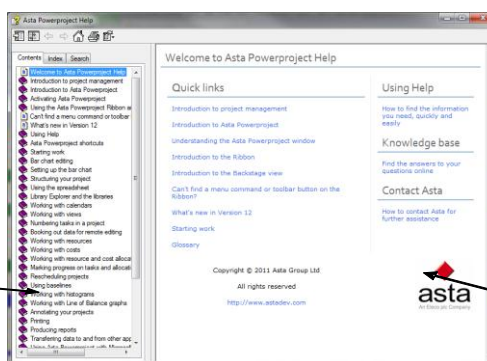 Asta Powerproject Help
Contents Index Search
Welcome to Asta Powerproject Help
Introduction to project management
Introduction to Asta Powerproject
Activating Asta Powerproject
Using the Asta Powerproject Ribbon an
Can't find a menu command or toolbar
What's new in Version 12
Using Help
Asta Powerproject shortcuts
Starting work
Bar chart editing
Setting up the bar chart
Structuring your project
Using the spreadsheet
Library Explorer and the libraries
Working with calendars
Working with views
Numbering tasks in a project
Booking out data for remote editing
Working with resources
Working with costs
Working with resource and cost alloca
Marking progress on tasks and allocati
Rescheduling projects
Using baselines
Working with histograms
Working with Line of Balance graphs
Annotating your projects
Printing
Producing reports
Transferring data to and from other app
Using Asta Powerproject with Microsoft
Welcome to Asta Powerproject Help
Quick links
Introduction to project management
Introduction to Asta Powerproject
Understanding the Asta Powerproject window
Introduction to the Ribbon
Introduction to the Backstage view
Can't find a menu command or toolbar button on the
Ribbon?
What's new in Version 12
Starting work
Glossary
Using Help
How to find the information
you need, quickly and
easily
Knowledge base
Find the answers to your
questions online
Contact Asta
How to contact Asta for
further assistance
Copyright © 2011 Asta Group Ltd
All rights reserved
http://www.astadev.com
asta
An Eleco plc Company